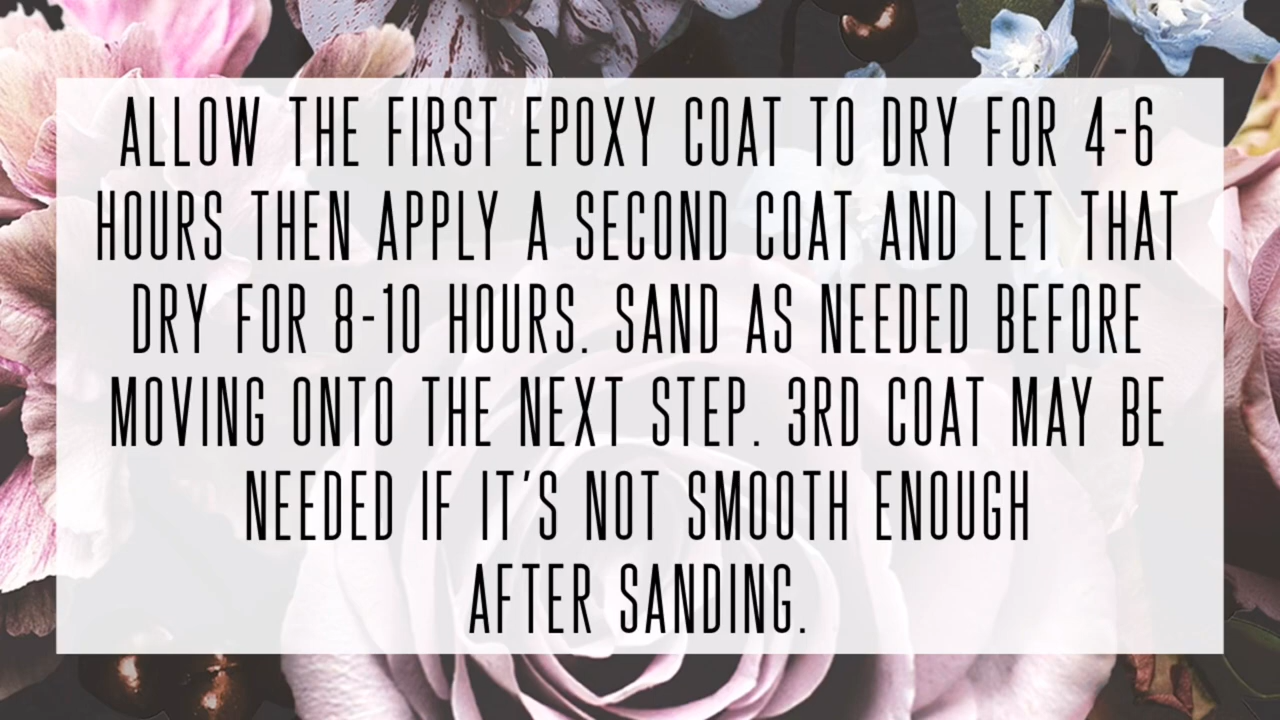 ALLOW THE FIRST EPOXY COAT TO DRY FOR 4-6
HOURS THEN APPLY A SECOND COAT AND LET THAT
DRY FOR 8-10 HOURS. SAND AS NEEDED BEFORE
MOVING ONTO THE NEXT STEP. 3RD COAT MAY BE
NEEDED IF IT'S NOT SMOOTH ENOUGH
AFTER SANDING.